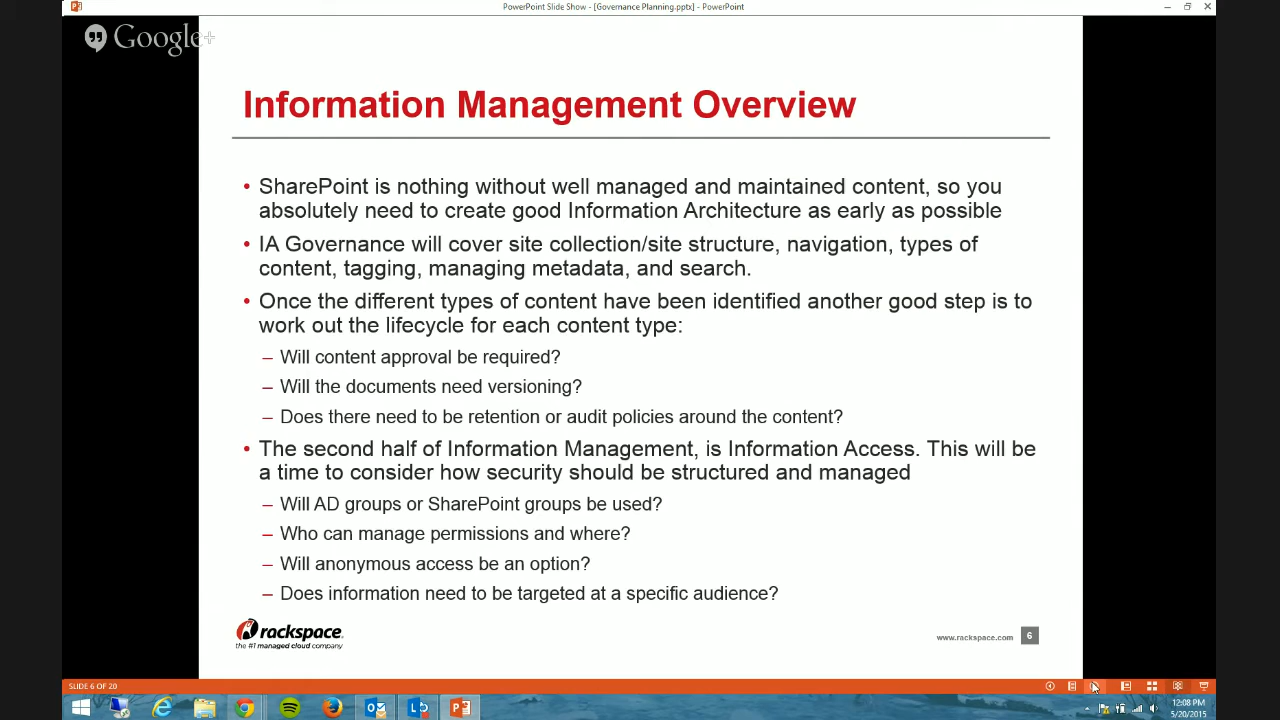 PowerPoint Slide Show - [Governance Planning.pptx] - PowerPoint
Google+
Information Management Overview
• SharePoint is nothing without well managed and maintained content, so you
absolutely need to create good Information Architecture as early as possible
• IA Governance will cover site collection/site structure, navigation, types of
content, tagging, managing metadata, and search.
• Once the different types of content have been identified another good step is to
work out the lifecycle for each content type:
– Will content approval be required?
– Will the documents need versioning?
– Does there need to be retention or audit policies around the content?
• The second half of Information Management, is Information Access. This will be
a time to consider how security should be structured and managed
– Will AD groups or SharePoint groups be used?
– Who can manage permissions and where?
– Will anonymous access be an option?
– Does information need to be targeted at a specific audience?
rackspace.
the #1 managed cloud company
www.rackspace.com 6
SLIDE 6 OF 20
12:08 PM
5/20/2015